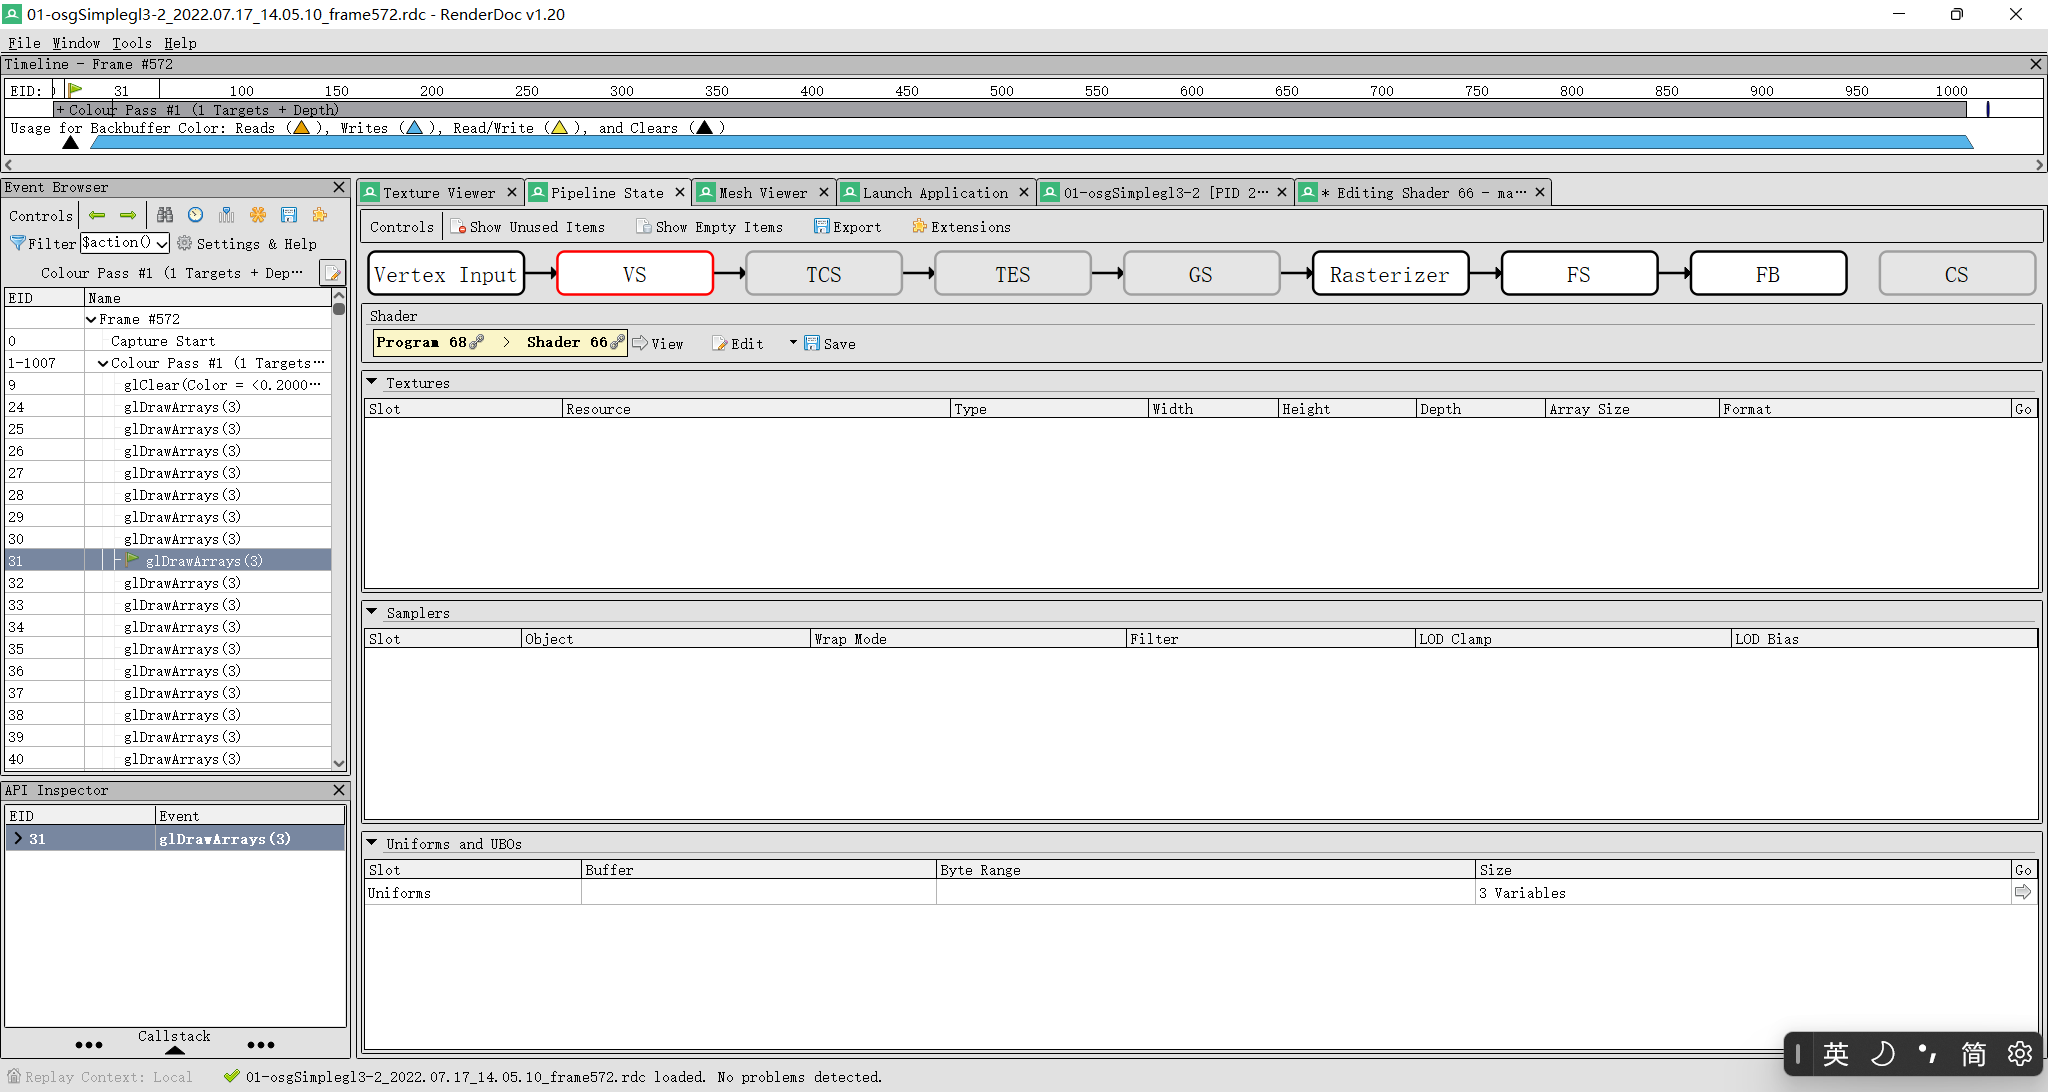 01-osgSimplegl3-2_2022.07.17_14.05.10_frame572.rdc - RenderDoc v1.20
File Window Tools Help
Timeline - Frame #572
EID: 31 100 150 200 250 300 350 400 450 500 550 600 650 700 750 800 850 900 950 1000
+ Colour Pass #1 (1 Targets + Depth)
Usage for Backbuffer Color: Reads ( ), Writes ( ), Read/Write ( ), and Clears ( )
Event Browser
Controls
Filter $action() Settings & Help
Colour Pass #1 (1 Targets + Dep…
EID Name
Frame #572
0 Capture Start
1-1007 Colour Pass #1 (1 Targets…
9 glClear(Color = <0.2000…
24 glDrawArrays(3)
25 glDrawArrays(3)
26 glDrawArrays(3)
27 glDrawArrays(3)
28 glDrawArrays(3)
29 glDrawArrays(3)
30 glDrawArrays(3)
31 glDrawArrays(3)
32 glDrawArrays(3)
33 glDrawArrays(3)
34 glDrawArrays(3)
35 glDrawArrays(3)
36 glDrawArrays(3)
37 glDrawArrays(3)
38 glDrawArrays(3)
39 glDrawArrays(3)
40 glDrawArrays(3)
API Inspector
EID Event
31 glDrawArrays(3)
Callstack
Texture Viewer Pipeline State Mesh Viewer Launch Application 01-osgSimplegl3-2 [PID 2… * Editing Shader 66 - ma…
Controls Show Unused Items Show Empty Items Export Extensions
Vertex Input VS TCS TES GS Rasterizer FS FB CS
Shader
Program 68 > Shader 66 View Edit Save
Textures
Slot Resource Type Width Height Depth Array Size Format Go
Samplers
Slot Object Wrap Mode Filter LOD Clamp LOD Bias
Uniforms and UBOs
Slot Buffer Byte Range Size Go
Uniforms 3 Variables
英 简
Replay Context: Local 01-osgSimplegl3-2_2022.07.17_14.05.10_frame572.rdc loaded. No problems detected.